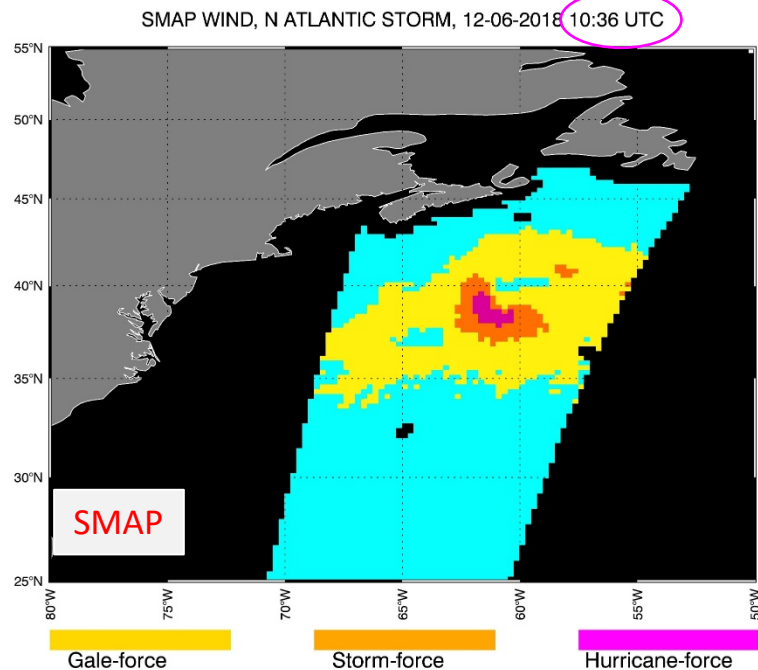 SMAP WIND, N ATLANTIC STORM, 12-06-2018 10:36 UTC
55°N
50°N
45°N
40°N
35°N
30°N
25°N
SMAP
80°W 75°W 70°W 65°W 60°W 55°W 50°W
Gale-force Storm-force Hurricane-force